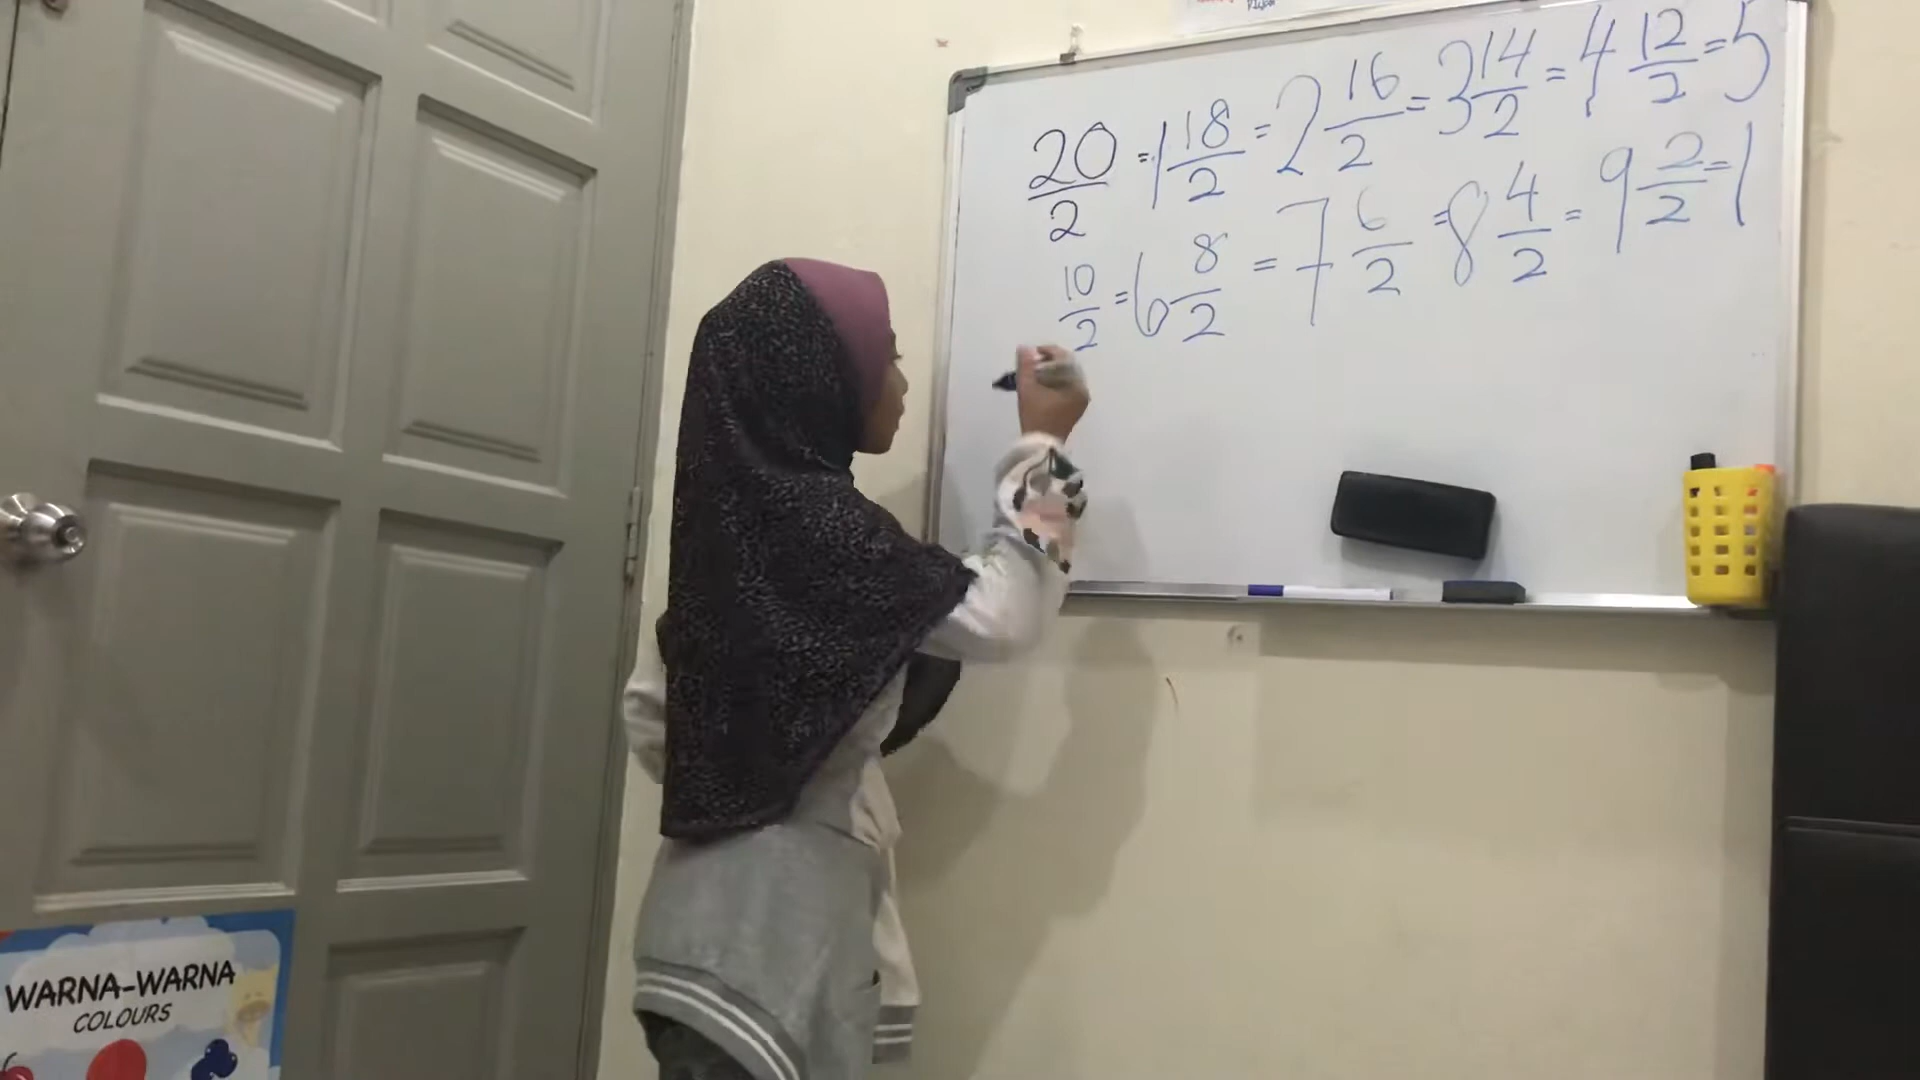 20/2 = 1 18/2 = 2 16/2 = 3 14/2 = 4 12/2 = 5
10/2 = 6 8/2 = 7 6/2 = 8 4/2 = 9 2/2 = 1
WARNA-WARNA
COLOURS